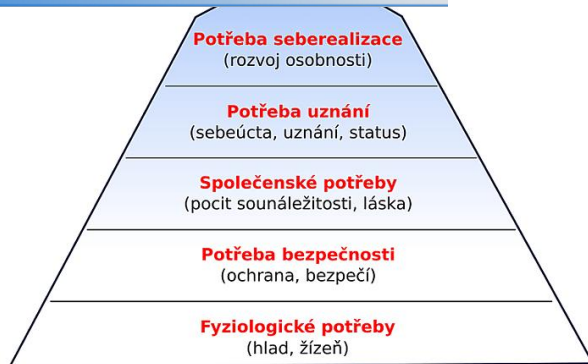 Potřeba seberealizace
(rozvoj osobnosti)
Potřeba uznání
(sebeúcta, uznání, status)
Společenské potřeby
(pocit sounáležitosti, láska)
Potřeba bezpečnosti
(ochrana, bezpečí)
Fyziologické potřeby
(hlad, žízeň)